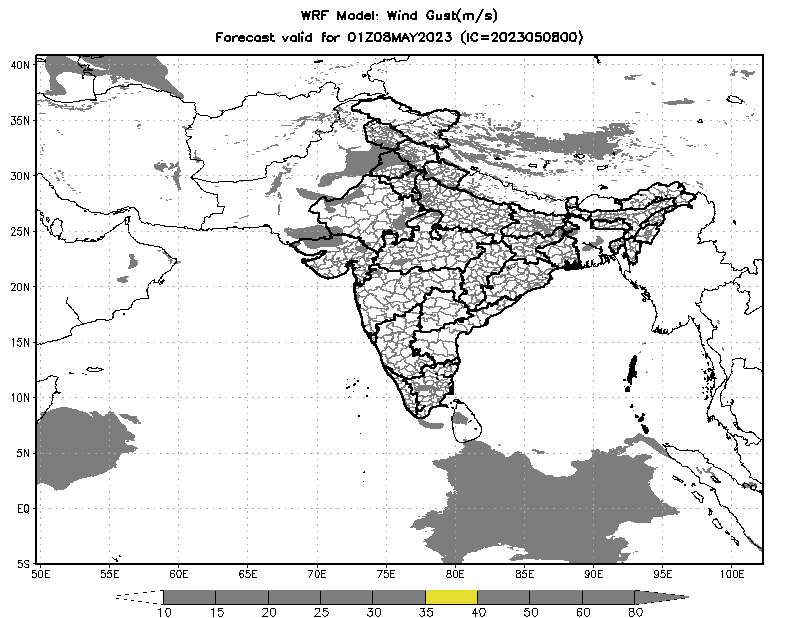 WRF Model: Wind Gust(m/s)
Forecast valid for 01Z08MAY2023 (IC=2023050800)
40N
35N
30N
25N
20N
15N
10N
5N
EQ
5S
50E 55E 60E 65E 70E 75E 80E 85E 90E 95E 100E
10 15 20 25 30 35 40 50 60 80